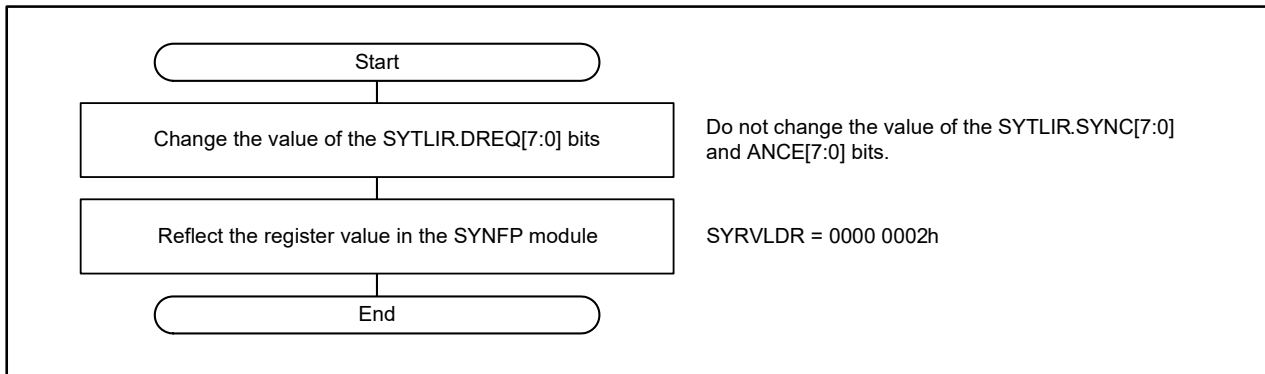 Start
Change the value of the SYTLIR.DREQ[7:0] bits
Do not change the value of the SYTLIR.SYNC[7:0]
and ANCE[7:0] bits.
Reflect the register value in the SYNFP module
SYRVLDR = 0000 0002h
End